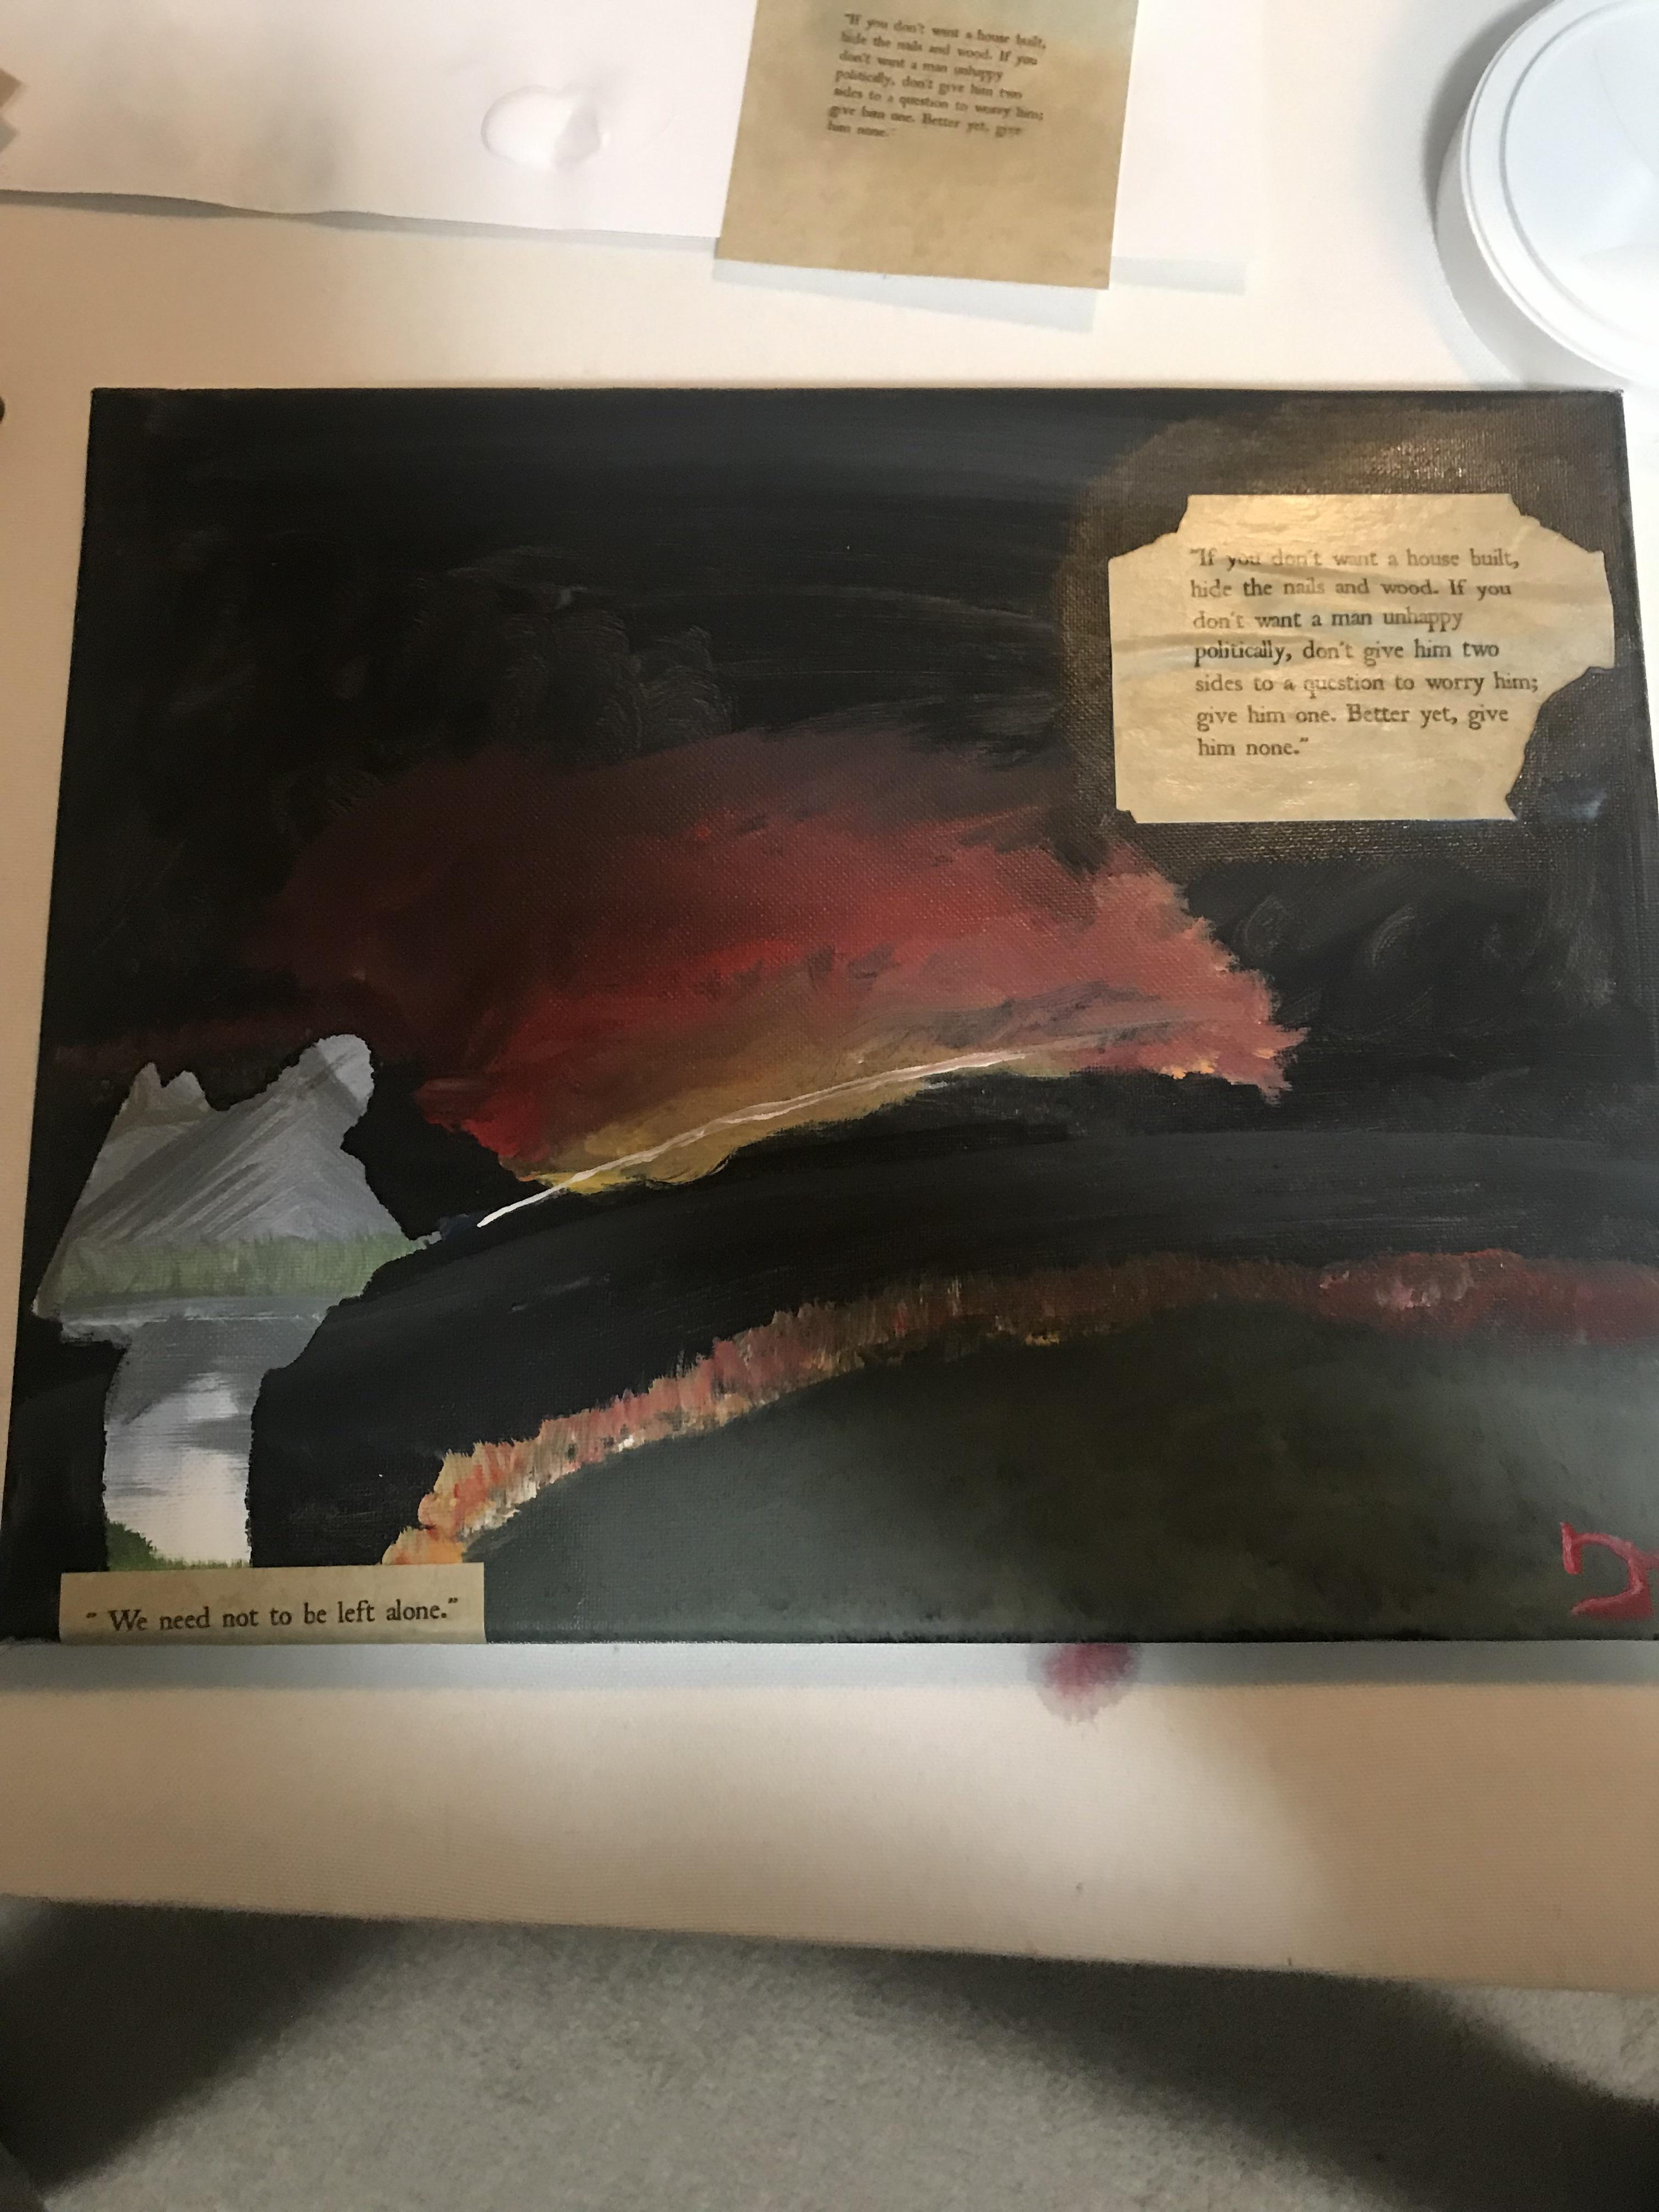 "If you don't want a house built,
hide the nails and wood. If you
don't want a man unhappy
politically, don't give him two
sides to a question to worry him;
give him one. Better yet, give
him none."
"If you don't want a house built,
hide the nails and wood. If you
don't want a man unhappy
politically, don't give him two
sides to a question to worry him;
give him one. Better yet, give
him none."
" We need not to be left alone."